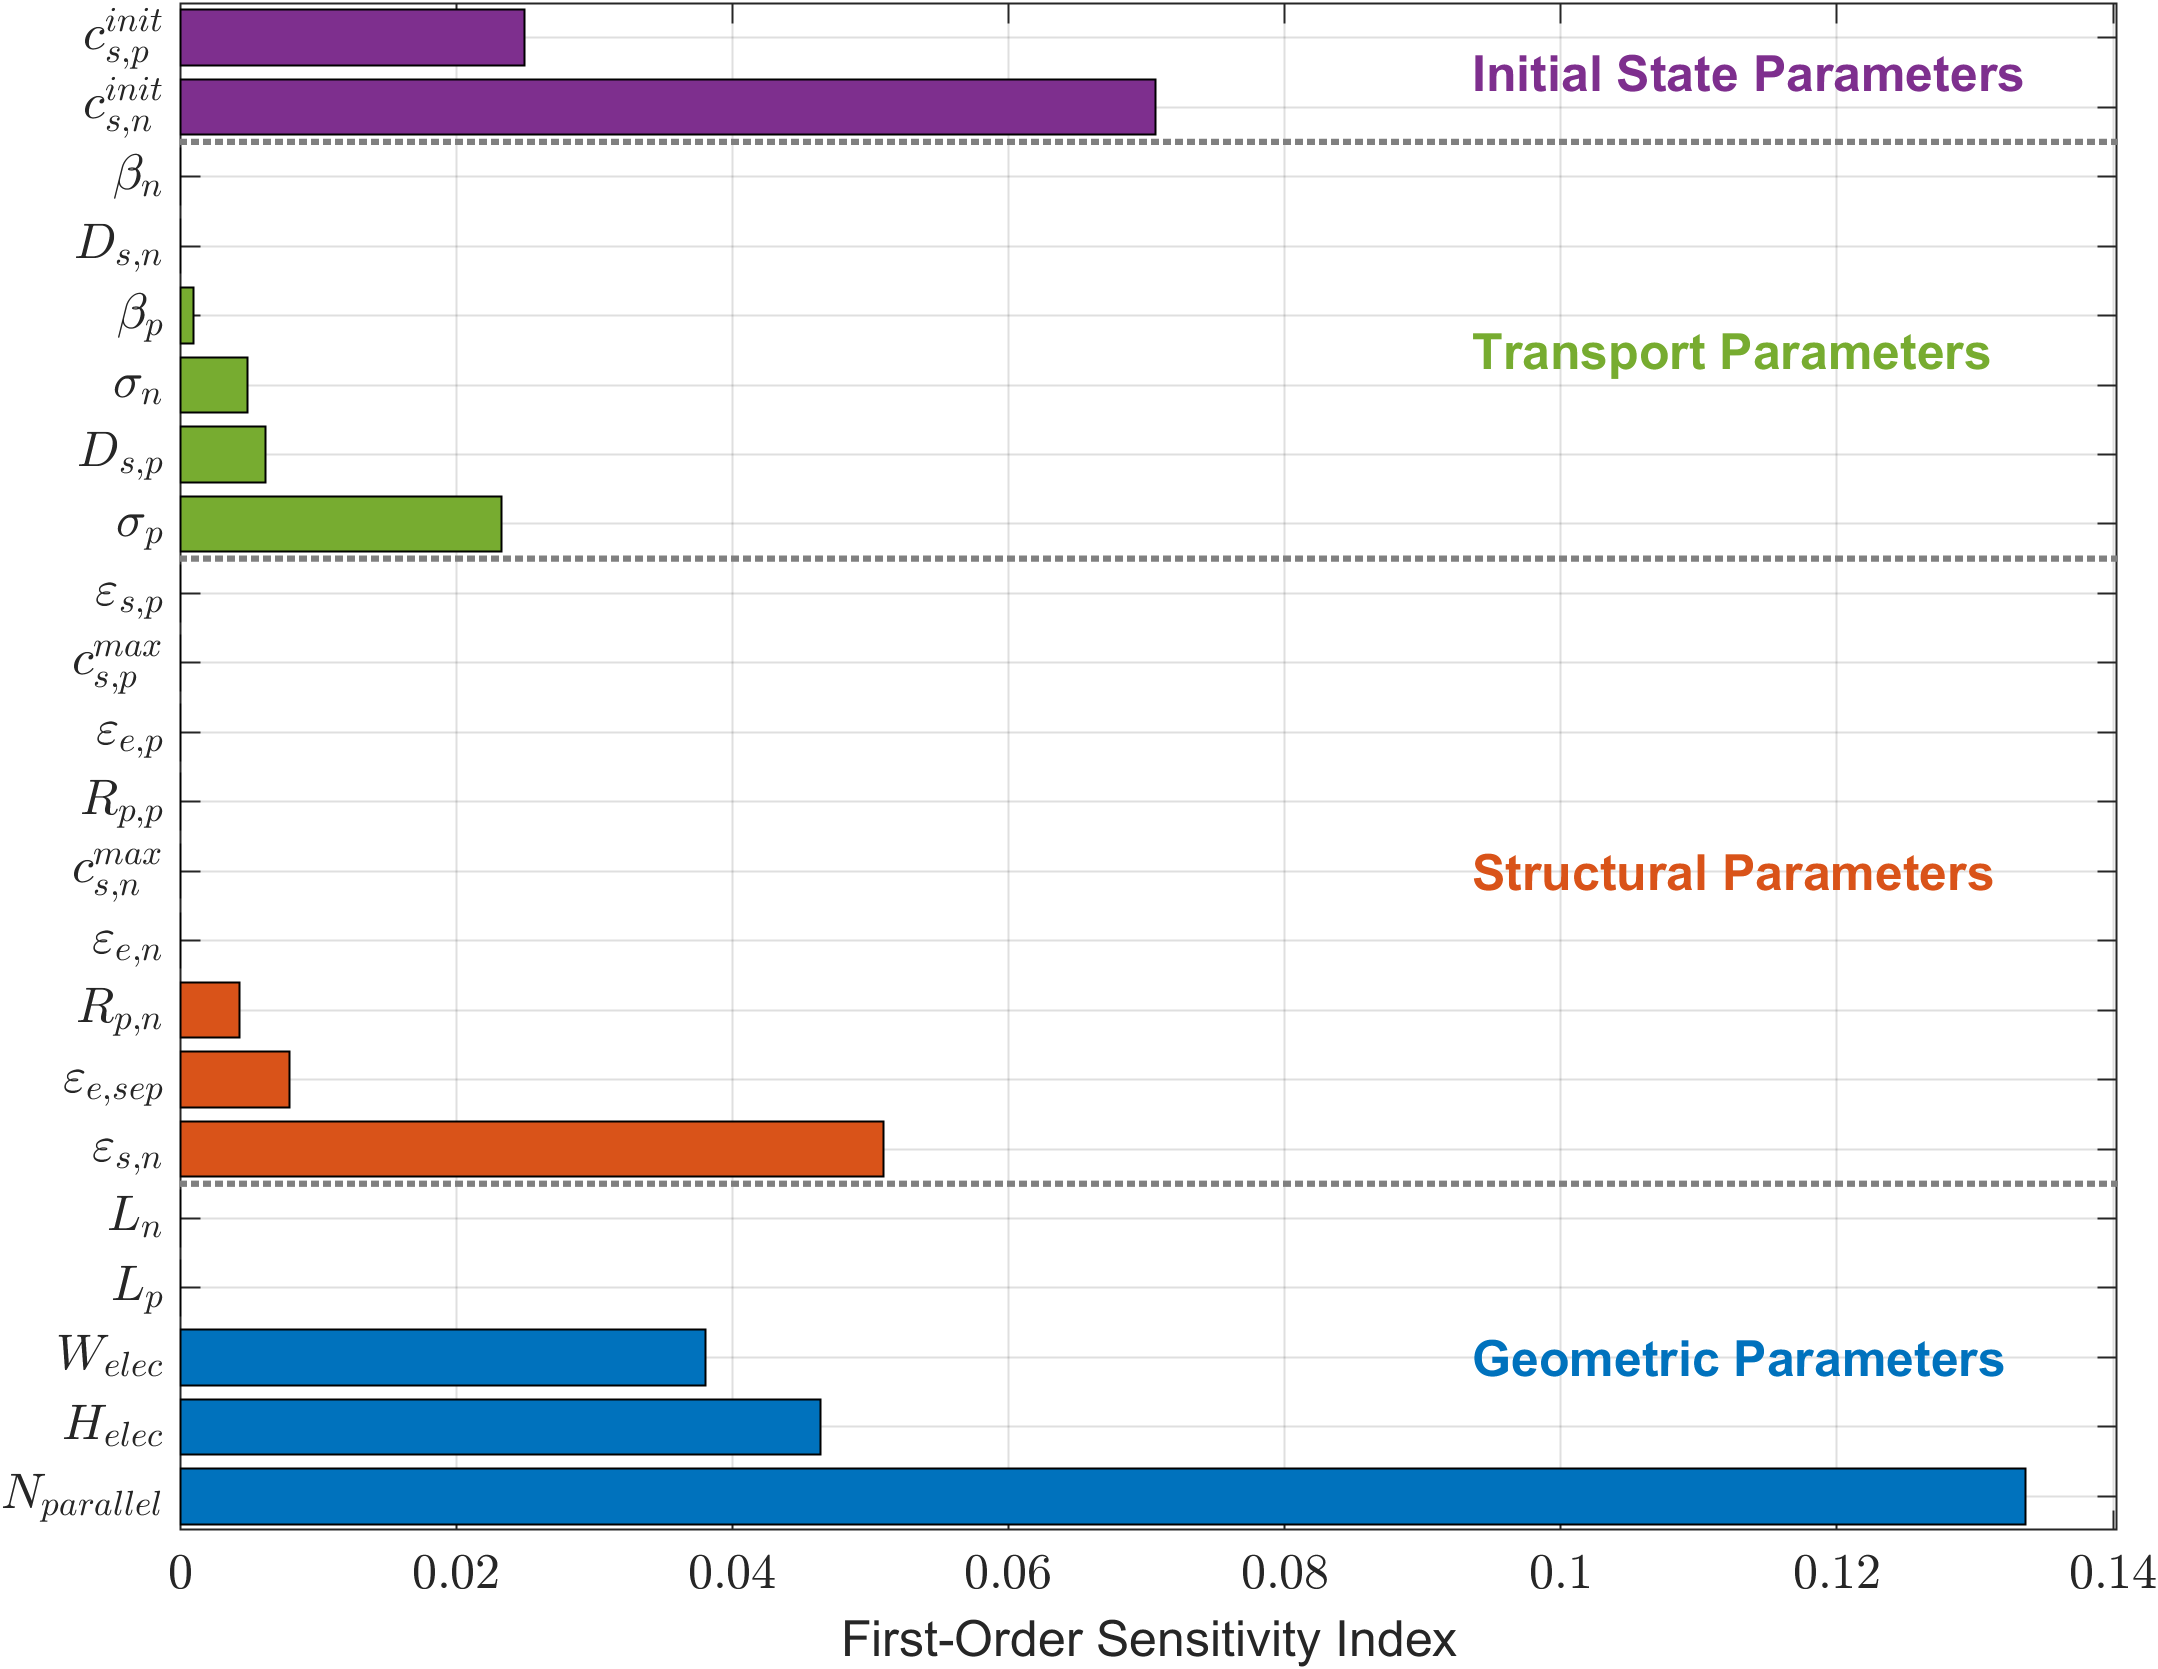 c_{s,p}^{init}
c_{s,n}^{init}
Initial State Parameters
β_n
D_{s,n}
β_p
σ_n
D_{s,p}
σ_p
Transport Parameters
ε_{s,p}
c_{s,p}^{max}
ε_{e,p}
R_{p,p}
c_{s,n}^{max}
ε_{e,n}
R_{p,n}
ε_{e,sep}
ε_{s,n}
Structural Parameters
L_n
L_p
W_{elec}
H_{elec}
N_{parallel}
Geometric Parameters
0 0.02 0.04 0.06 0.08 0.1 0.12 0.14
First-Order Sensitivity Index